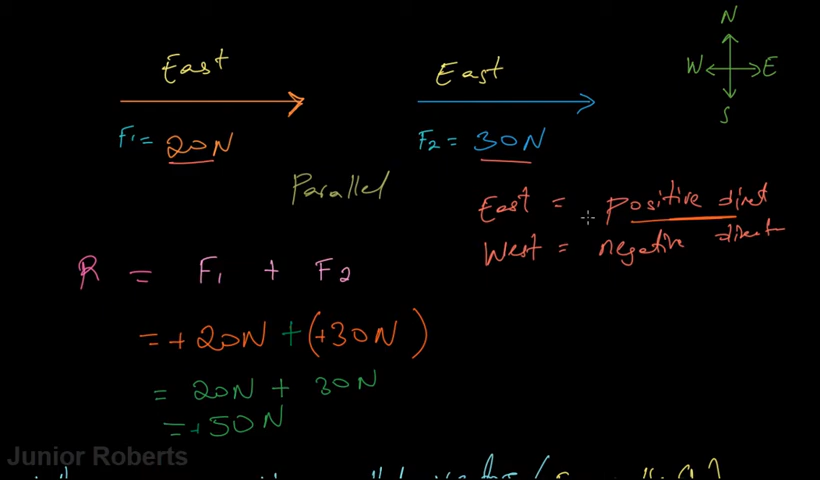 N
East
East
W
E
S
F1 = 20N
F2 = 30N
Parallel
East = positive direct
West = negative direct
R = F1 + F2
= +20N + (+30N)
= 20N + 30N
= +50N
Junior Roberts